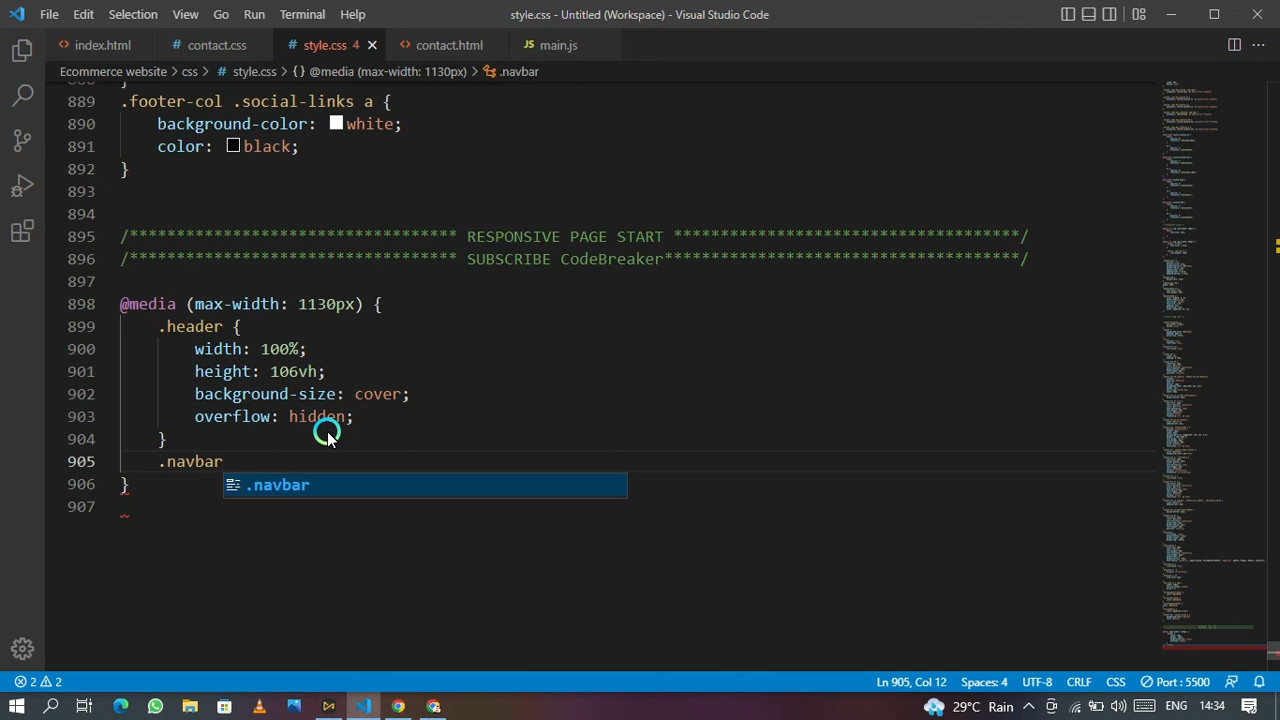 File Edit Selection View Go Run Terminal Help style.css - Untitled (Workspace) - Visual Studio Code
index.html # contact.css # style.css 4 <> contact.html JS main.js
Ecommerce website > css > # style.css > {} @media (max-width: 1130px) > .navbar
889 .footer-col .social-links a {
890 background-color: white;
891 color: black;
892 }
893
894
895 /******************************** SPONSIVE PAGE START *************************************/
896 /********************************BSCRIBE CodeBreaker**************************************/
897
898 @media (max-width: 1130px) {
899 .header {
900 width: 100%;
901 height: 106vh;
902 background-size: cover;
903 overflow: hidden;
904 }
905 .navbar
.navbar
906 }
907
2 2 Ln 905, Col 12 Spaces: 4 UTF-8 CRLF CSS Port : 5500
29°C Rain ENG 14:34